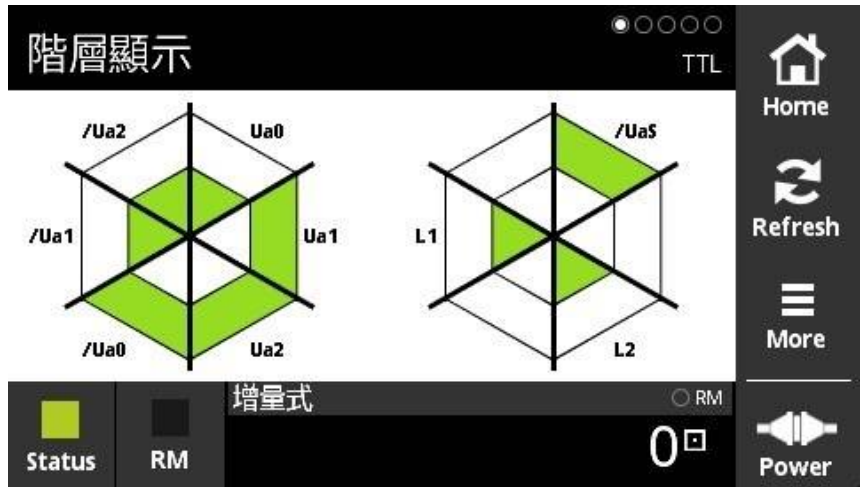 階層顯示
TTL
/Ua2
Ua0
/Ua1
Ua1
/Ua0
Ua2
/UaS
L1
L2
Status
RM
增量式
RM
0
Home
Refresh
More
Power